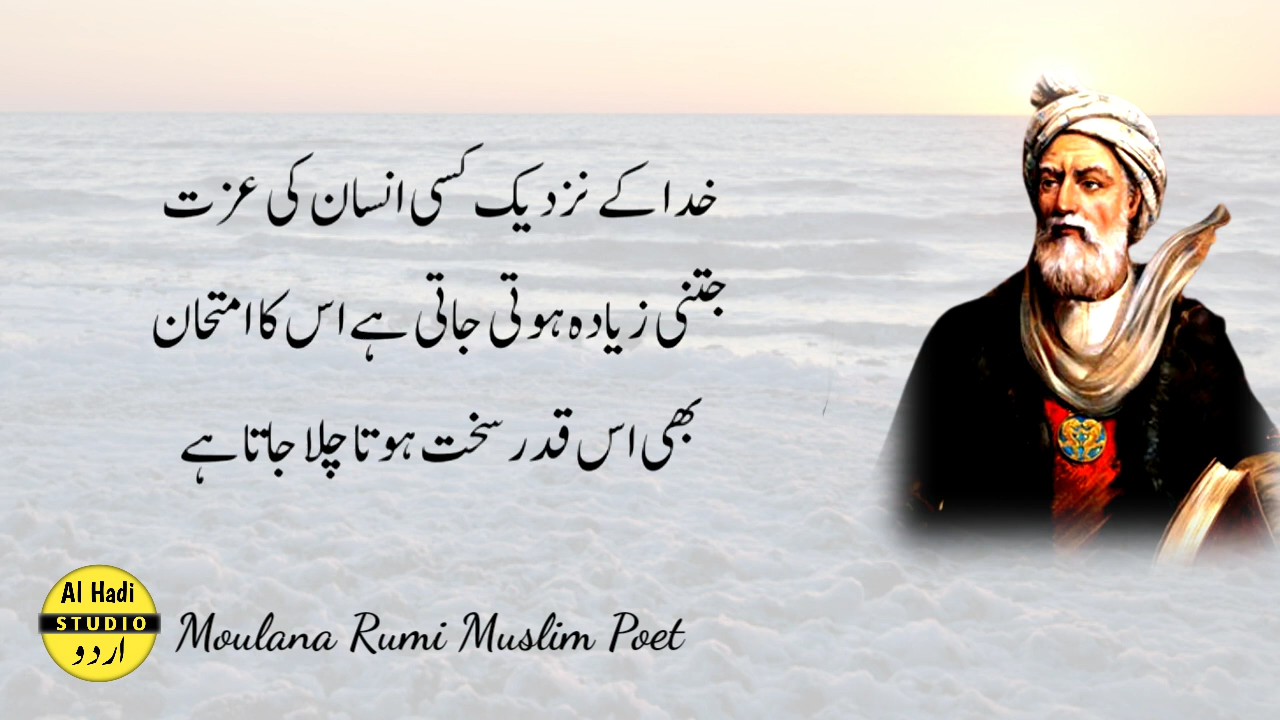 خدا کے نزدیک کسی انسان کی عزت
جتنی زیادہ ہوتی جاتی ہے اس کا امتحان
بھی اس قدر سخت ہوتا چلا جاتا ہے
Al Hadi
STUDIO
اردو
Moulana Rumi Muslim Poet